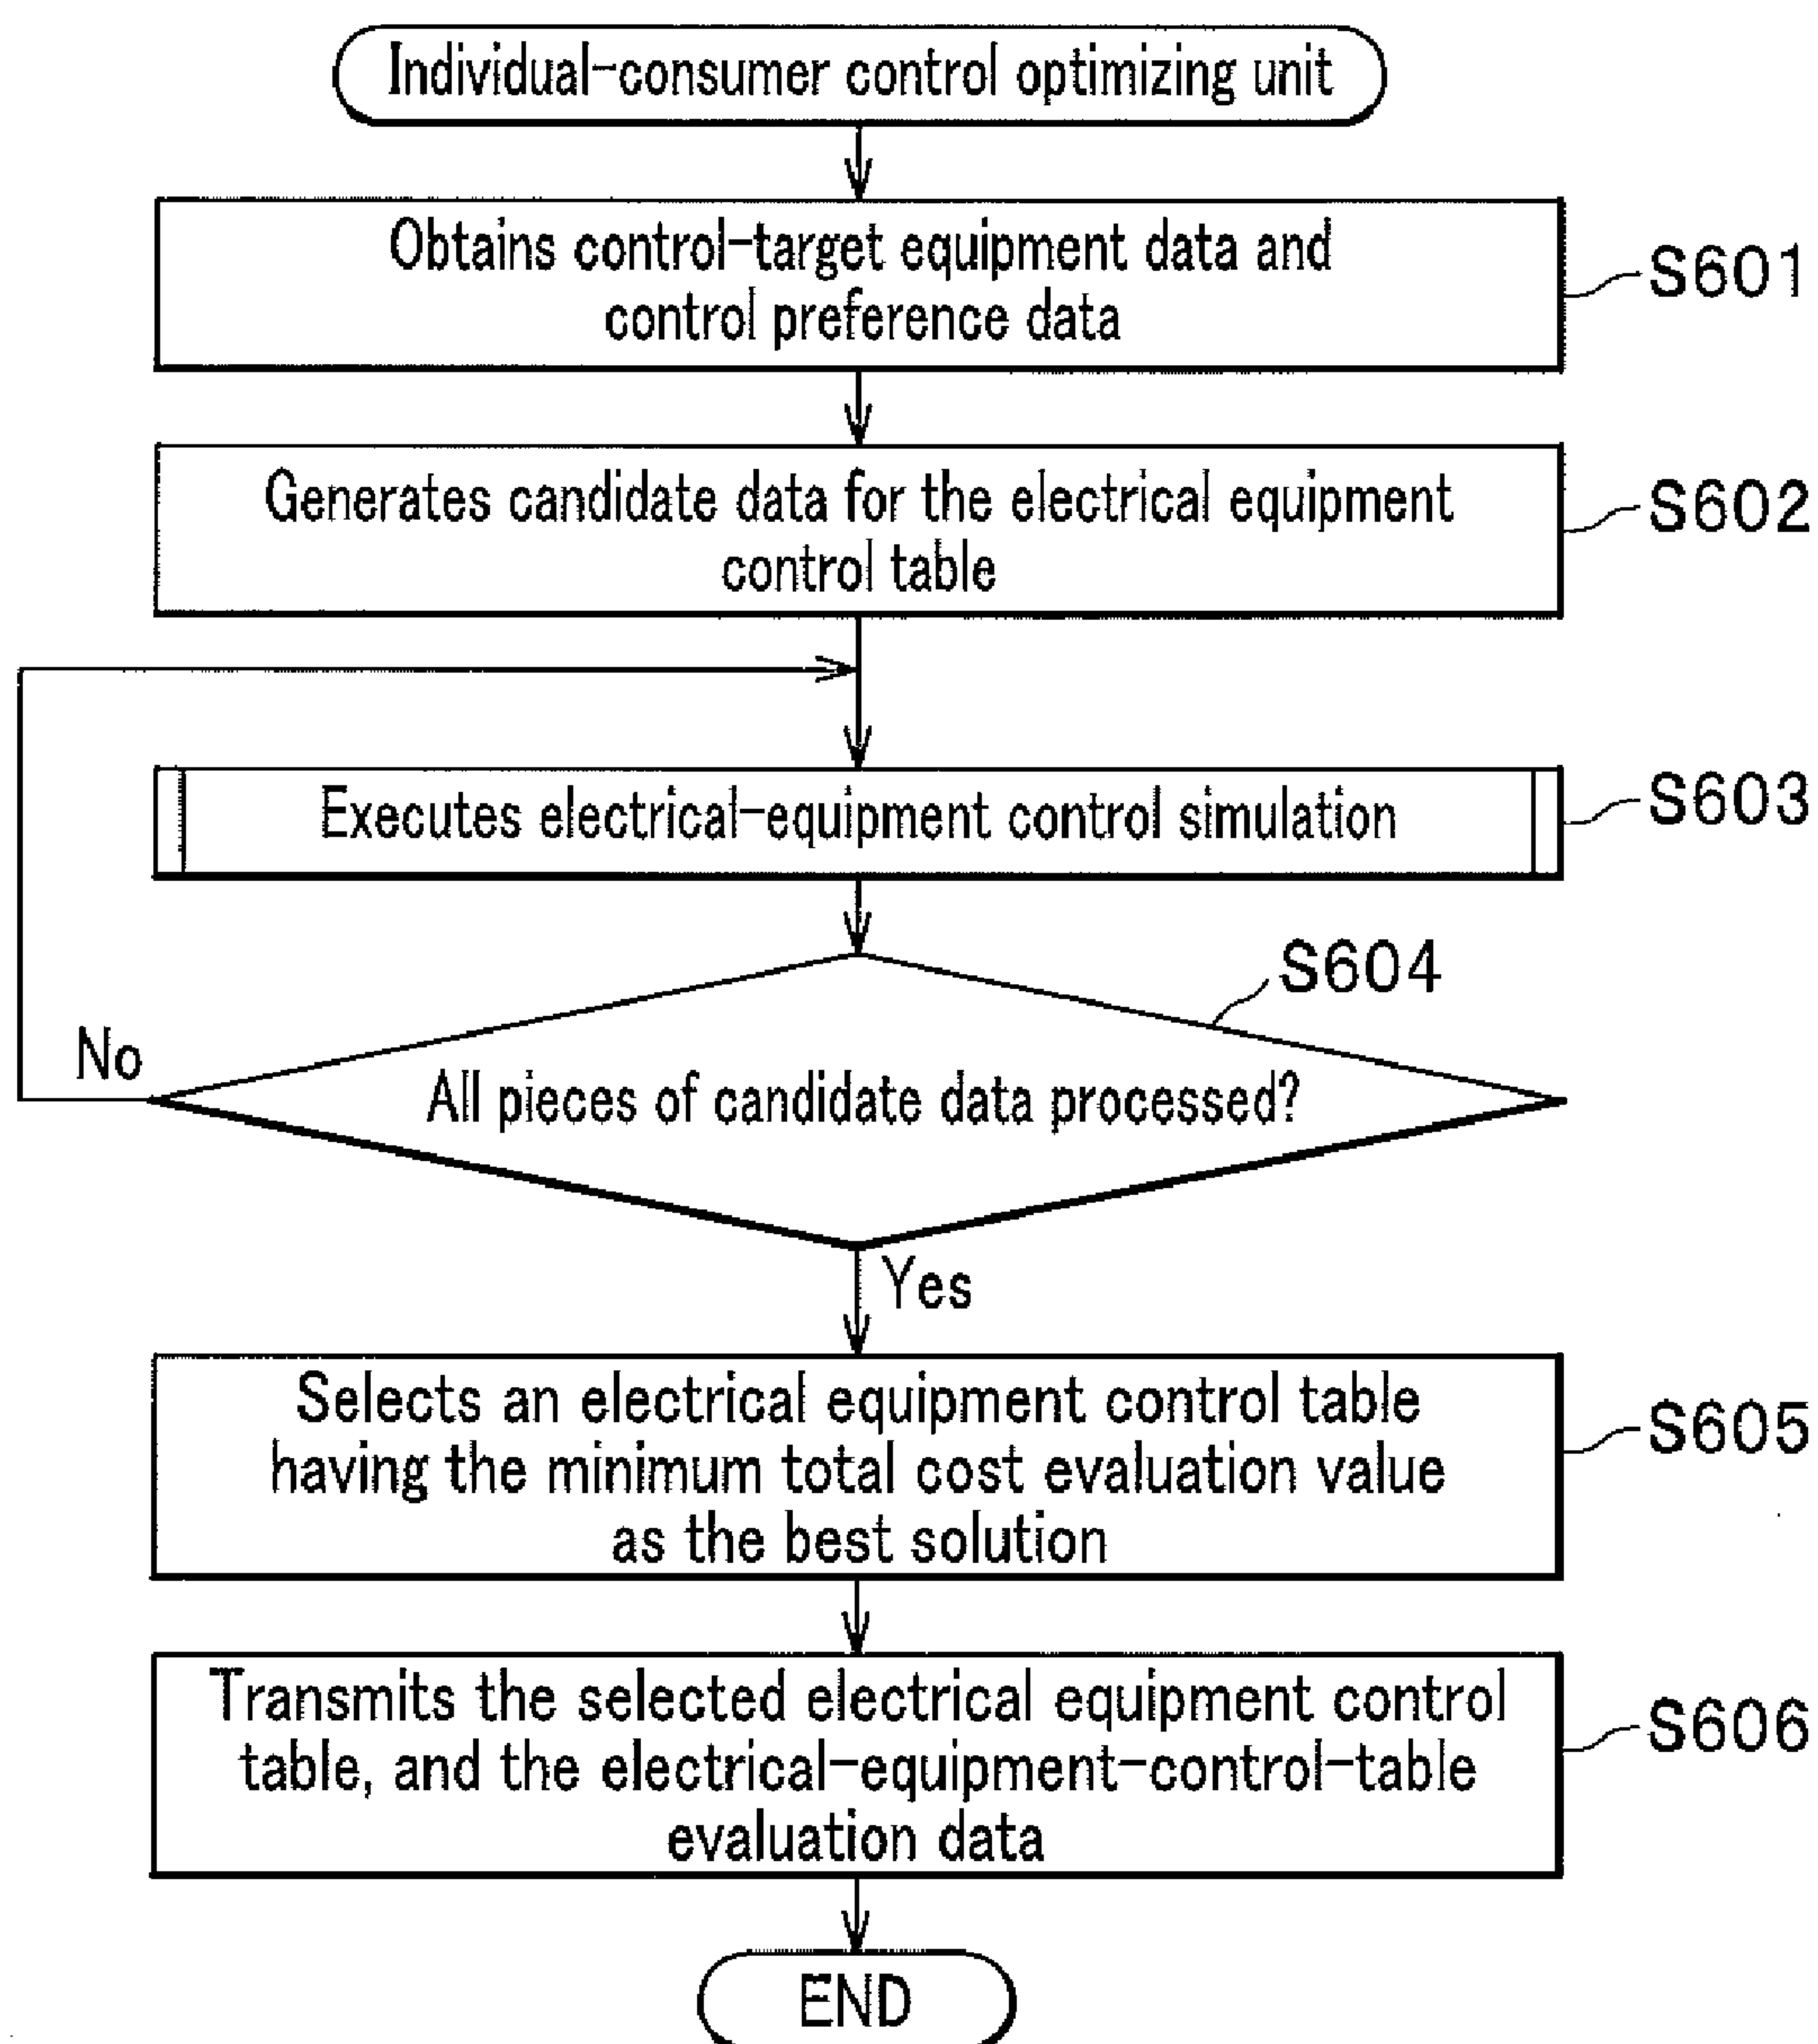 Individual-consumer control optimizing unit
Obtains control-target equipment data and
control preference data
S601
Generates candidate data for the electrical equipment
control table
S602
Executes electrical-equipment control simulation
S603
S604
No
All pieces of candidate data processed?
Yes
Selects an electrical equipment control table
having the minimum total cost evaluation value
as the best solution
S605
Transmits the selected electrical equipment control
table, and the electrical-equipment-control-table
evaluation data
S606
END